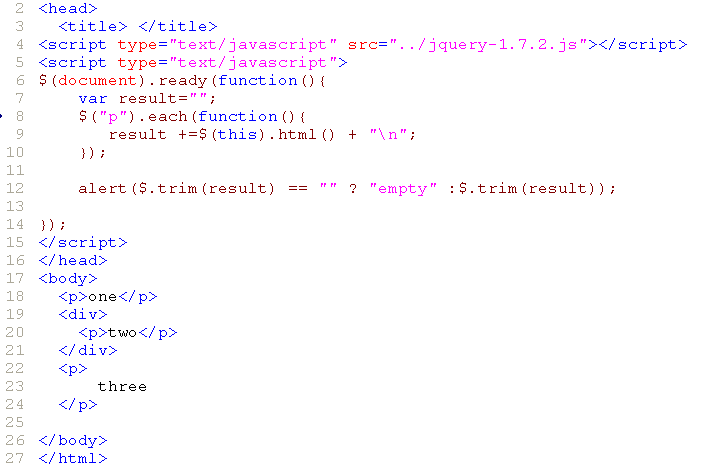 2 <head>
3   <title> </title>
4 <script type="text/javascript" src="../jquery-1.7.2.js"></script>
5 <script type="text/javascript">
6 $(document).ready(function(){
7     var result="";
8     $("p").each(function(){
9        result +=$(this).html() + "\n";
10     });
11
12     alert($.trim(result) == "" ? "empty" :$.trim(result));
13
14 });
15 </script>
16 </head>
17 <body>
18   <p>one</p>
19   <div>
20     <p>two</p>
21   </div>
22   <p>
23       three
24   </p>
25
26 </body>
27 </html>